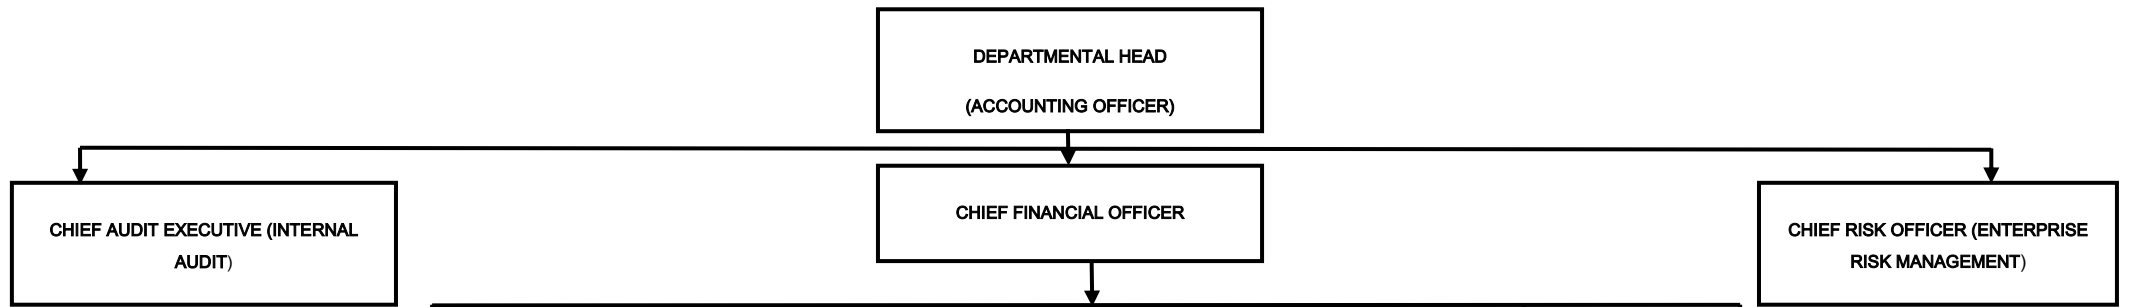 DEPARTMENTAL HEAD
(ACCOUNTING OFFICER)
CHIEF FINANCIAL OFFICER
CHIEF AUDIT EXECUTIVE (INTERNAL
AUDIT)
CHIEF RISK OFFICER (ENTERPRISE
RISK MANAGEMENT)